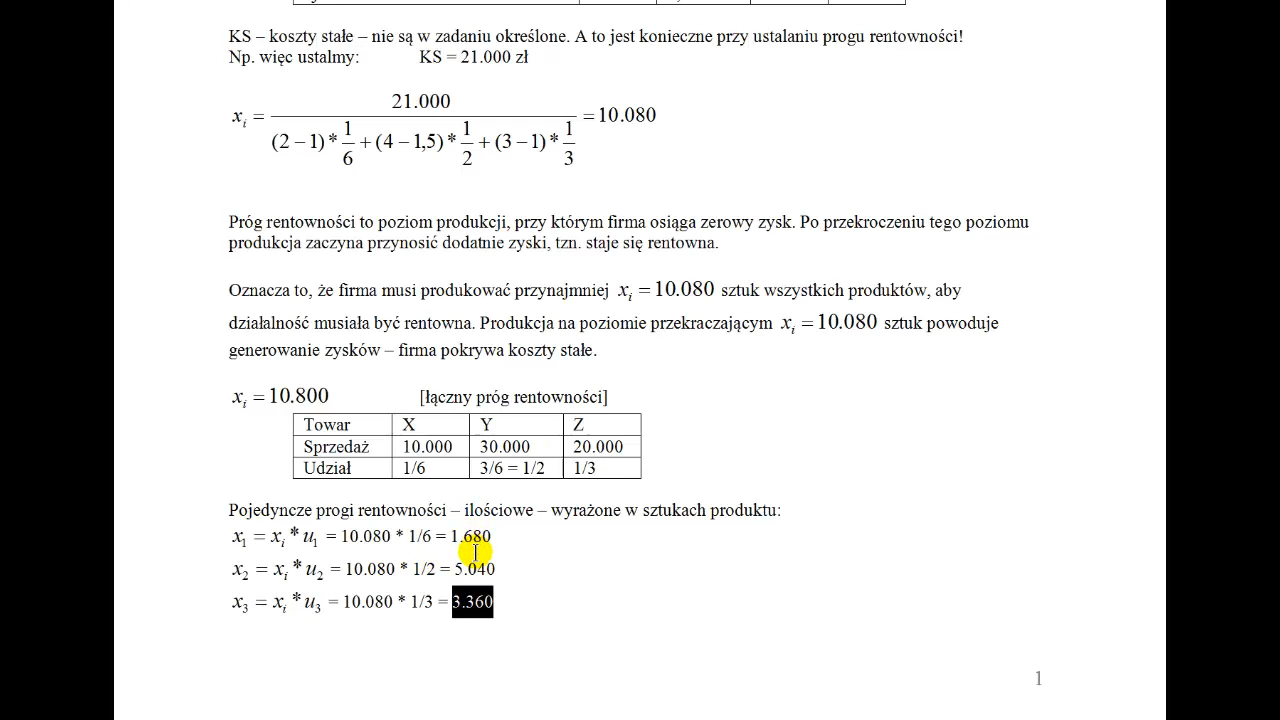 KS – koszty stałe – nie są w zadaniu określone. A to jest konieczne przy ustalaniu progu rentowności!
Np. więc ustalmy: KS = 21.000 zł
x_i = 21.000 / ((2 − 1) * 1/6 + (4 − 1,5) * 1/2 + (3 − 1) * 1/3) = 10.080
Próg rentowności to poziom produkcji, przy którym firma osiąga zerowy zysk. Po przekroczeniu tego poziomu
produkcja zaczyna przynosić dodatnie zyski, tzn. staje się rentowna.
Oznacza to, że firma musi produkować przynajmniej x_i = 10.080 sztuk wszystkich produktów, aby
działalność musiała być rentowna. Produkcja na poziomie przekraczającym x_i = 10.080 sztuk powoduje
generowanie zysków – firma pokrywa koszty stałe.
x_i = 10.800 [łączny próg rentowności]
Towar X Y Z
Sprzedaż 10.000 30.000 20.000
Udział 1/6 3/6 = 1/2 1/3
Pojedyncze progi rentowności – ilościowe – wyrażone w sztukach produktu:
x_1 = x_i * u_1 = 10.080 * 1/6 = 1.680
x_2 = x_i * u_2 = 10.080 * 1/2 = 5.040
x_3 = x_i * u_3 = 10.080 * 1/3 = 3.360
1